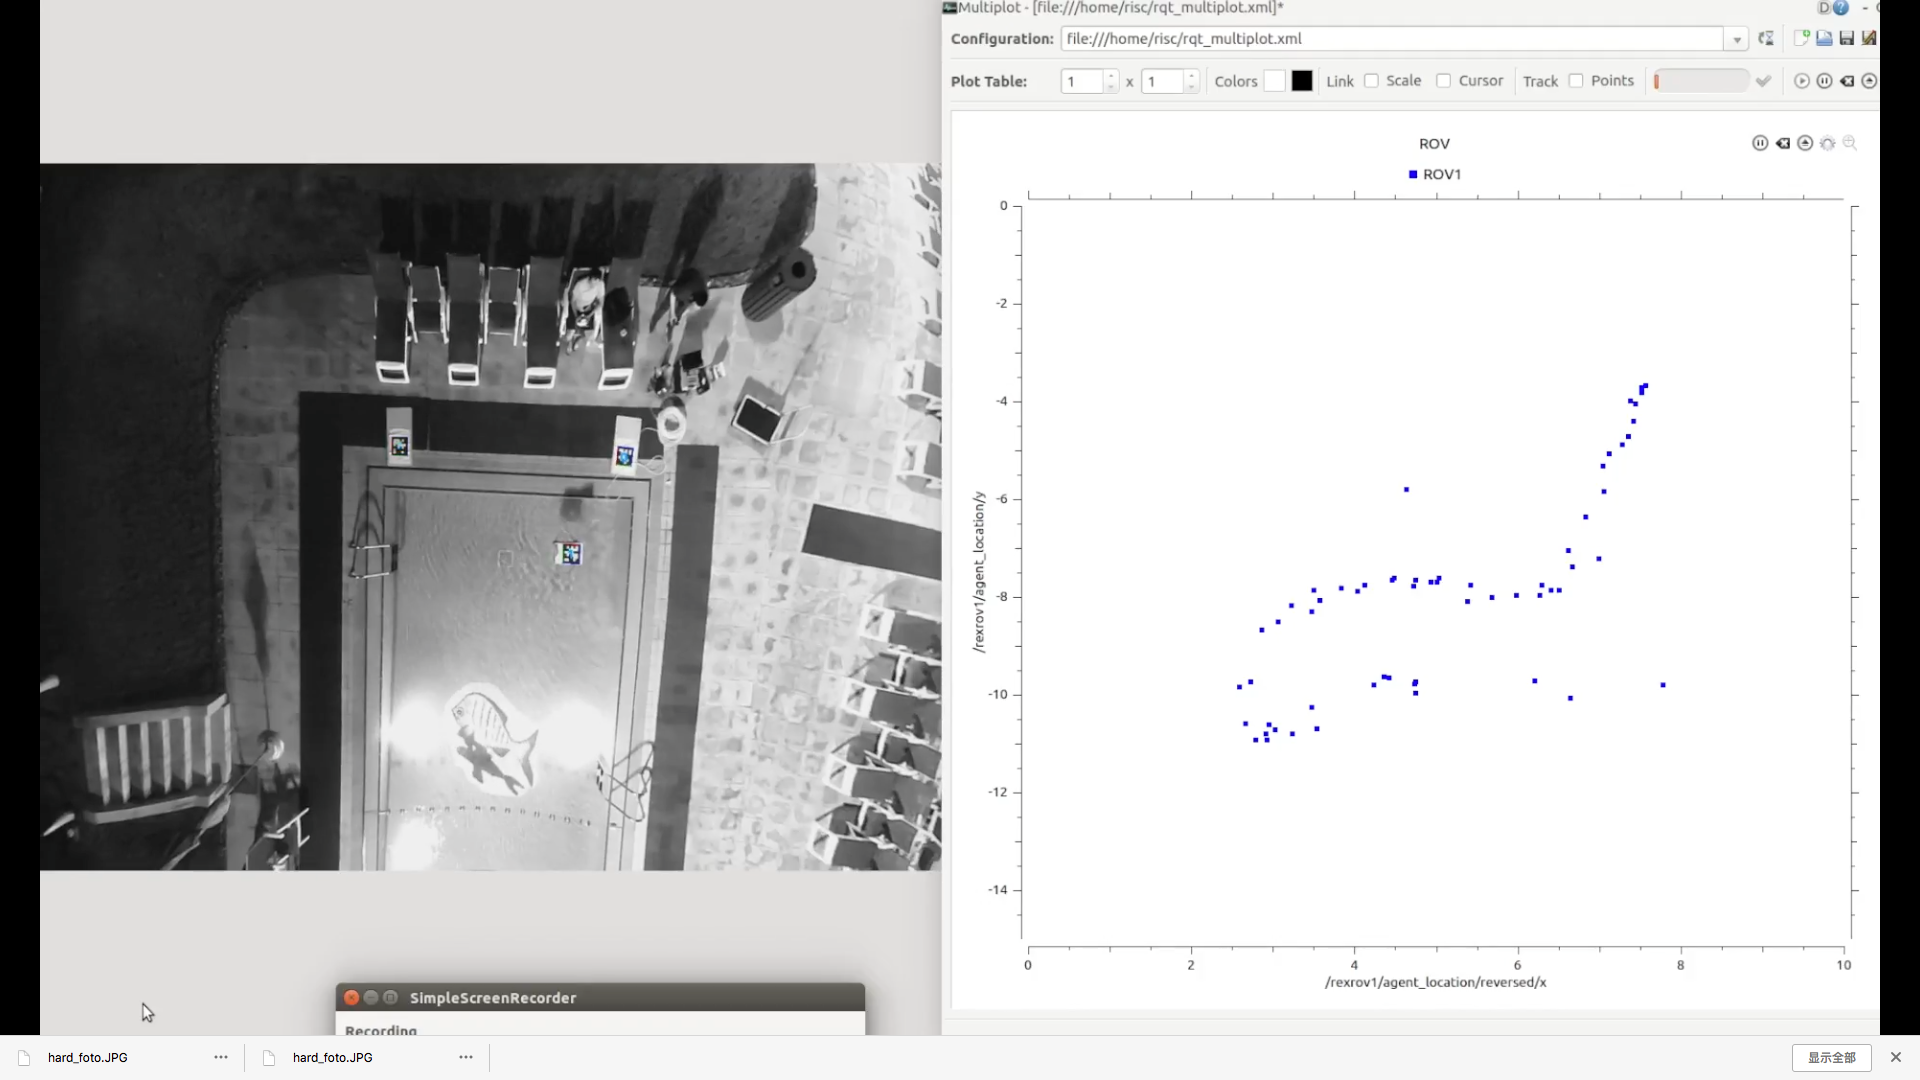 Multiplot - [file:///home/risc/rqt_multiplot.xml]*
Configuration: file:///home/risc/rqt_multiplot.xml
Plot Table: 1 x 1 Colors Link Scale Cursor Track Points
ROV
ROV1
0
-2
-4
-6
-8
-10
-12
-14
/rexrov1/agent_location/y
0 2 4 6 8 10
/rexrov1/agent_location/reversed/x
SimpleScreenRecorder
Recording
hard_foto.JPG ··· hard_foto.JPG ··· 显示全部